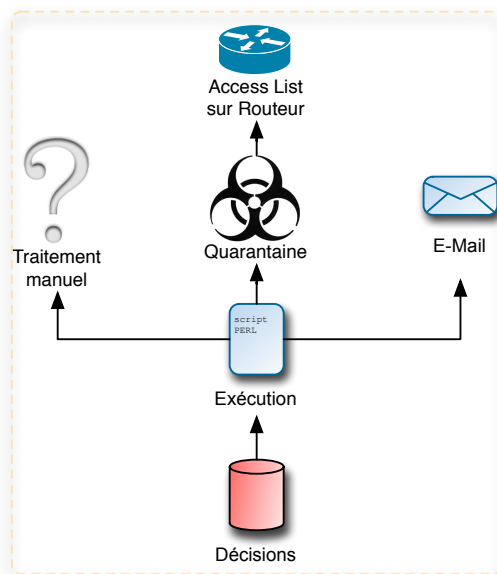 Access List
sur Routeur
Traitement
manuel
Quarantaine
E-Mail
script
PERL
Exécution
Décisions